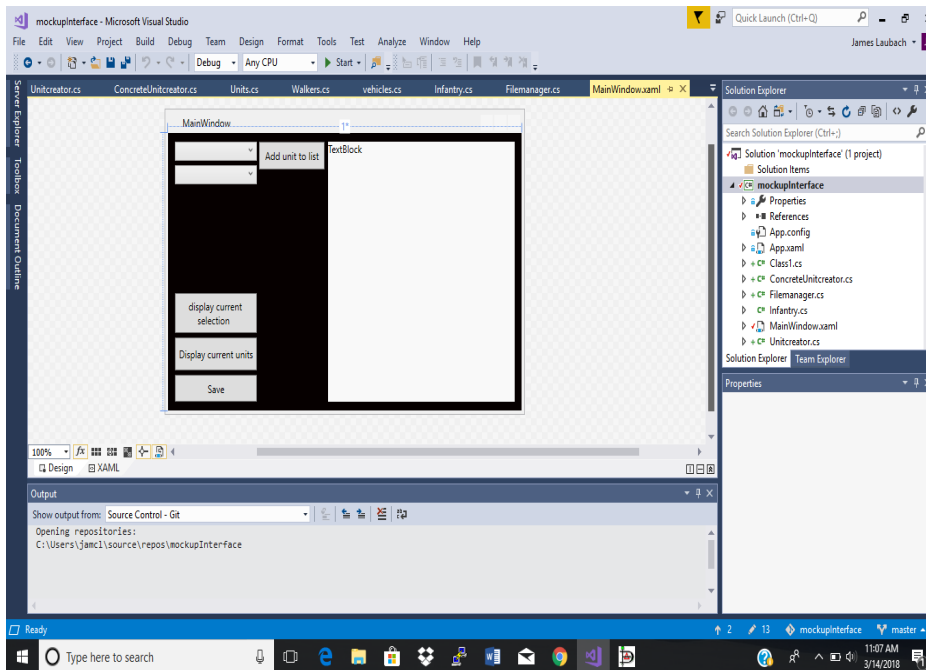 mockupInterface - Microsoft Visual Studio
Quick Launch (Ctrl+Q)
File Edit View Project Build Debug Team Design Format Tools Test Analyze Window Help
James Laubach
Debug Any CPU Start
Server Explorer
Toolbox
Document Outline
Unitcreator.cs ConcreteUnitcreator.cs Units.cs Walkers.cs vehicles.cs Infantry.cs Filemanager.cs MainWindow.xaml
MainWindow
1*
Add unit to list
TextBlock
display current
selection
Display current units
Save
100%
fx
Design XAML
Solution Explorer
Search Solution Explorer (Ctrl+;)
Solution 'mockupInterface' (1 project)
Solution Items
C# mockupInterface
Properties
References
App.config
App.xaml
C# Class1.cs
C# ConcreteUnitcreator.cs
C# Filemanager.cs
C# Infantry.cs
MainWindow.xaml
C# Unitcreator.cs
Solution Explorer Team Explorer
Properties
Output
Show output from: Source Control - Git
Opening repositories:
C:\Users\jamcl\source\repos\mockupInterface
Ready
2 13 mockupInterface master
Type here to search
11:07 AM
3/14/2018